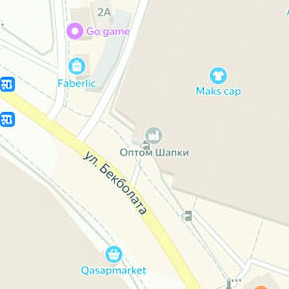 2А
Go game
Faberlic
Maks cap
Оптом Шапки
ул. Бекболата
Qasapmarket